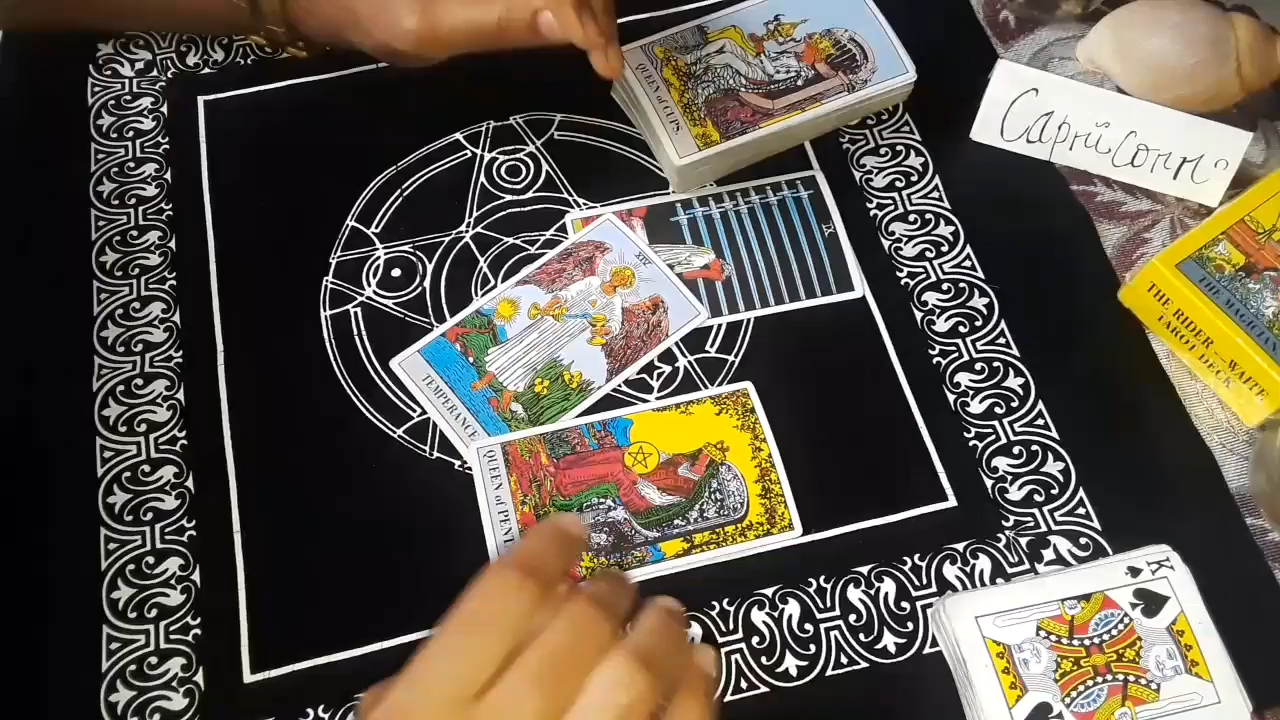 QUEEN of CUPS.
Capricorn
IX
XIV
TEMPERANCE
THE MAGICIAN
THE RIDER - WAITE
TAROT DECK
QUEEN of PENT
K